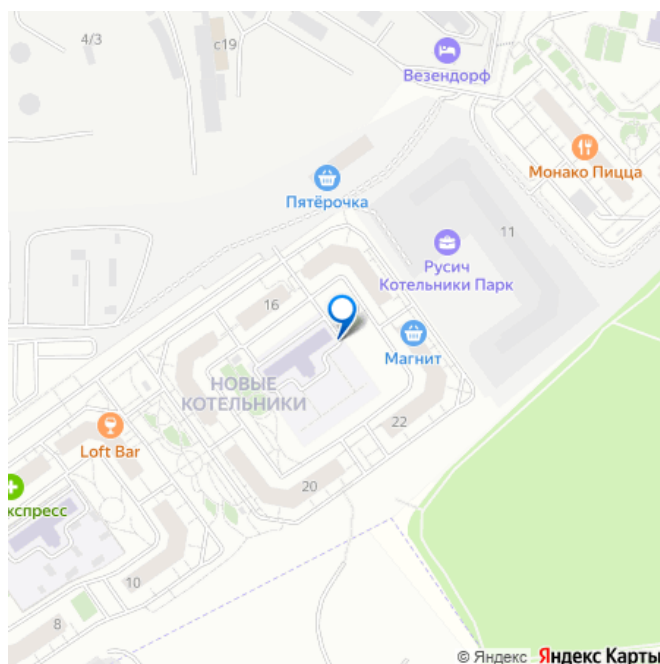 4/3
с19
Везендорф
Монако Пицца
Пятёрочка
11
Русич
Котельники Парк
16
Магнит
НОВЫЕ
КОТЕЛЬНИКИ
22
Loft Bar
20
кспресс
10
8
© Яндекс Яндекс Карты